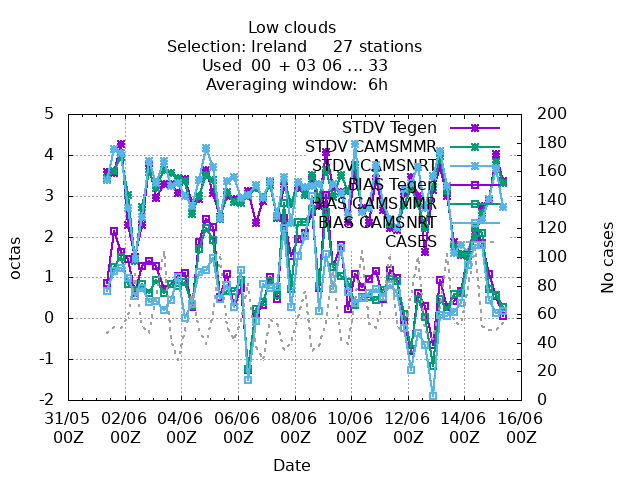 Low clouds
Selection: Ireland 27 stations
Used 00 + 03 06 ... 33
Averaging window: 6h
5
4
3
2
1
0
-1
-2
octas
200
180
160
140
120
100
80
60
40
20
0
No cases
STDV Tegen
STDV CAMSMMR
STDV CAMSNRT
BIAS Tegen
BIAS CAMSMMR
BIAS CAMSNRT
CASES
31/05 02/06 04/06 06/06 08/06 10/06 12/06 14/06 16/06
00Z 00Z 00Z 00Z 00Z 00Z 00Z 00Z 00Z
Date